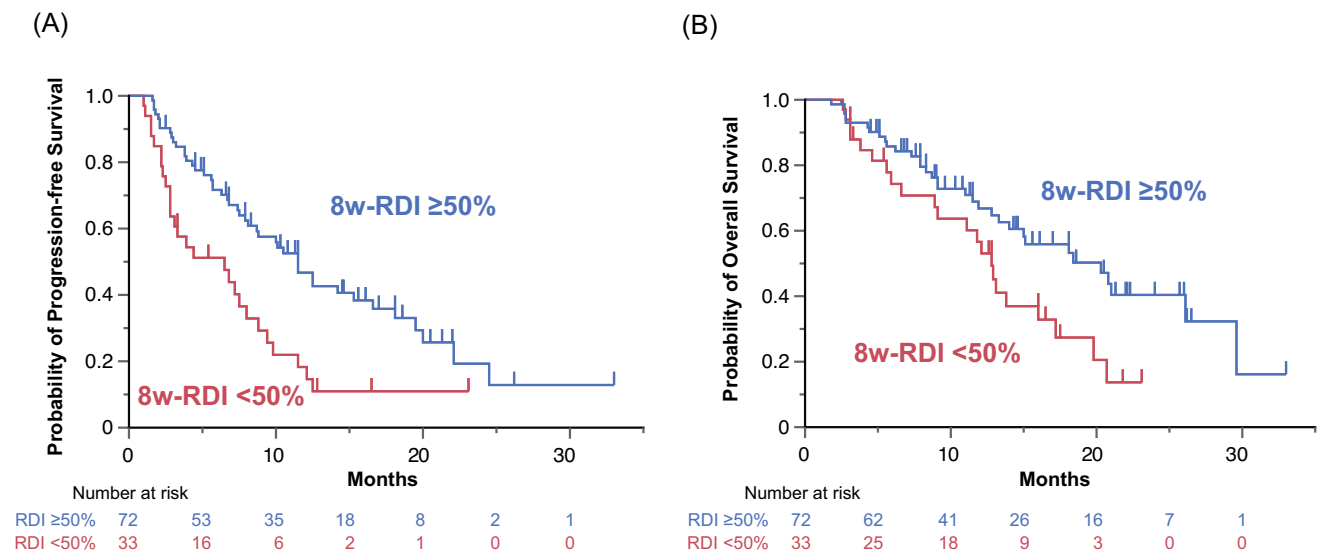 (A)
Probability of Progression-free Survival
1.0
0.8
0.6
0.4
0.2
0
8w-RDI ≥50%
8w-RDI <50%
0 10 20 30
Months
Number at risk
RDI ≥50% 72 53 35 18 8 2 1
RDI <50% 33 16 6 2 1 0 0
(B)
Probability of Overall Survival
1.0
0.8
0.6
0.4
0.2
0
8w-RDI ≥50%
8w-RDI <50%
0 10 20 30
Months
Number at risk
RDI ≥50% 72 62 41 26 16 7 1
RDI <50% 33 25 18 9 3 0 0